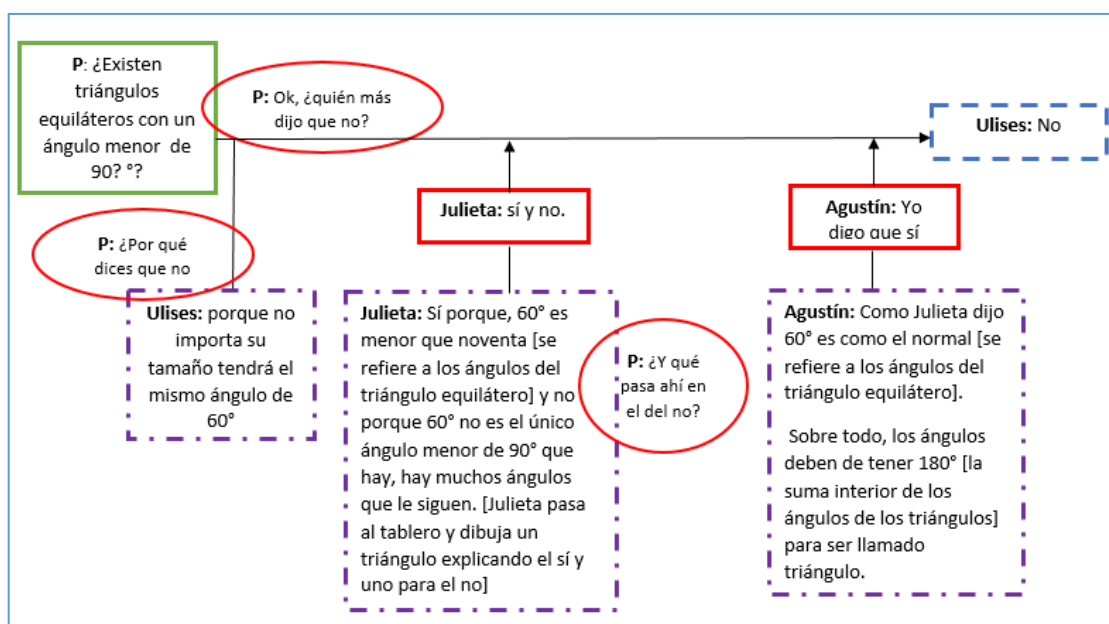 P: ¿Existen
triángulos
equiláteros con un
ángulo menor de
90? °?
P: Ok, ¿quién más
dijo que no?
Ulises: No
P: ¿Por qué
dices que no
Julieta: sí y no.
Agustín: Yo
digo que sí
Ulises: porque no
importa su
tamaño tendrá el
mismo ángulo de
60°
Julieta: Sí porque, 60° es
menor que noventa [se
refiere a los ángulos del
triángulo equilátero] y no
porque 60° no es el único
ángulo menor de 90° que
hay, hay muchos ángulos
que le siguen. [Julieta pasa
al tablero y dibuja un
triángulo explicando el sí y
uno para el no]
P: ¿Y qué
pasa ahí en
el del no?
Agustín: Como Julieta dijo
60° es como el normal [se
refiere a los ángulos del
triángulo equilátero].
Sobre todo, los ángulos
deben de tener 180° [la
suma interior de los
ángulos de los triángulos]
para ser llamado
triángulo.